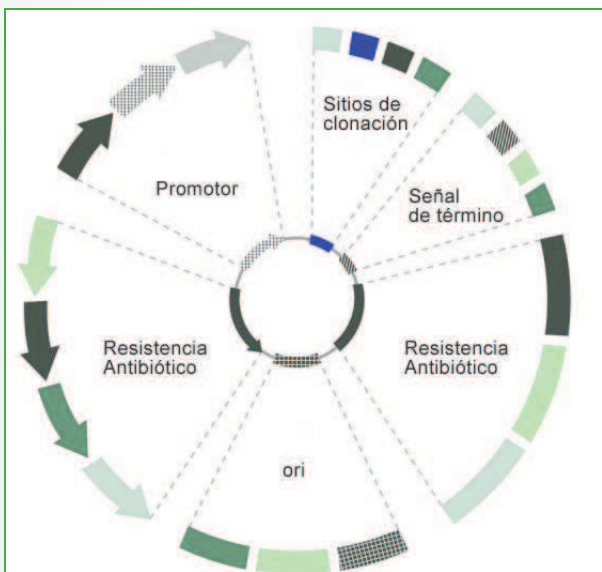 Sitios de
clonación
Promotor
Señal
de término
Resistencia
Antibiótico
Resistencia
Antibiótico
ori